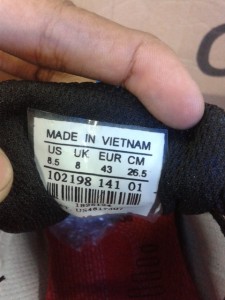 MADE IN VIETNAM
US UK EUR CM
8.5 8 43 26.5
102198 141 01